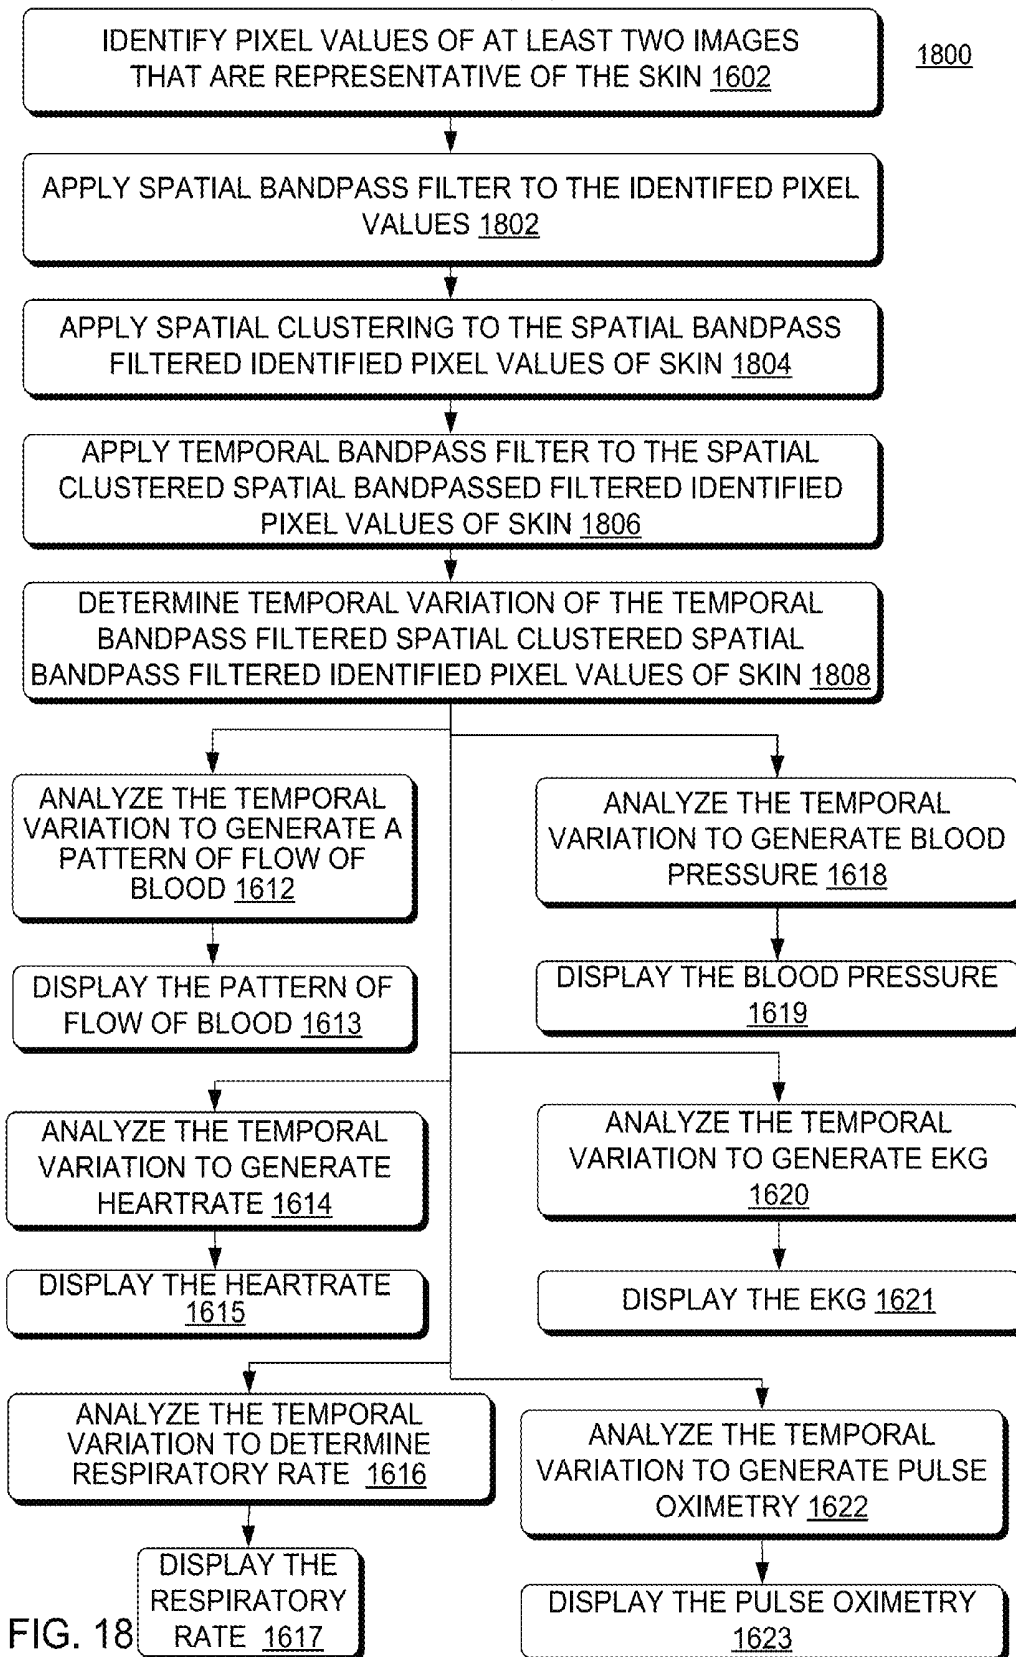 IDENTIFY PIXEL VALUES OF AT LEAST TWO IMAGES
THAT ARE REPRESENTATIVE OF THE SKIN 1602
1800
APPLY SPATIAL BANDPASS FILTER TO THE IDENTIFED PIXEL
VALUES 1802
APPLY SPATIAL CLUSTERING TO THE SPATIAL BANDPASS
FILTERED IDENTIFIED PIXEL VALUES OF SKIN 1804
APPLY TEMPORAL BANDPASS FILTER TO THE SPATIAL
CLUSTERED SPATIAL BANDPASSED FILTERED IDENTIFIED
PIXEL VALUES OF SKIN 1806
DETERMINE TEMPORAL VARIATION OF THE TEMPORAL
BANDPASS FILTERED SPATIAL CLUSTERED SPATIAL
BANDPASS FILTERED IDENTIFIED PIXEL VALUES OF SKIN 1808
ANALYZE THE TEMPORAL
VARIATION TO GENERATE A
PATTERN OF FLOW OF
BLOOD 1612
DISPLAY THE PATTERN OF
FLOW OF BLOOD 1613
ANALYZE THE TEMPORAL
VARIATION TO GENERATE BLOOD
PRESSURE 1618
DISPLAY THE BLOOD PRESSURE
1619
ANALYZE THE TEMPORAL
VARIATION TO GENERATE
HEARTRATE 1614
DISPLAY THE HEARTRATE
1615
ANALYZE THE TEMPORAL
VARIATION TO GENERATE EKG
1620
DISPLAY THE EKG 1621
ANALYZE THE TEMPORAL
VARIATION TO DETERMINE
RESPIRATORY RATE 1616
DISPLAY THE
RESPIRATORY
RATE 1617
ANALYZE THE TEMPORAL
VARIATION TO GENERATE PULSE
OXIMETRY 1622
DISPLAY THE PULSE OXIMETRY
1623
FIG. 18